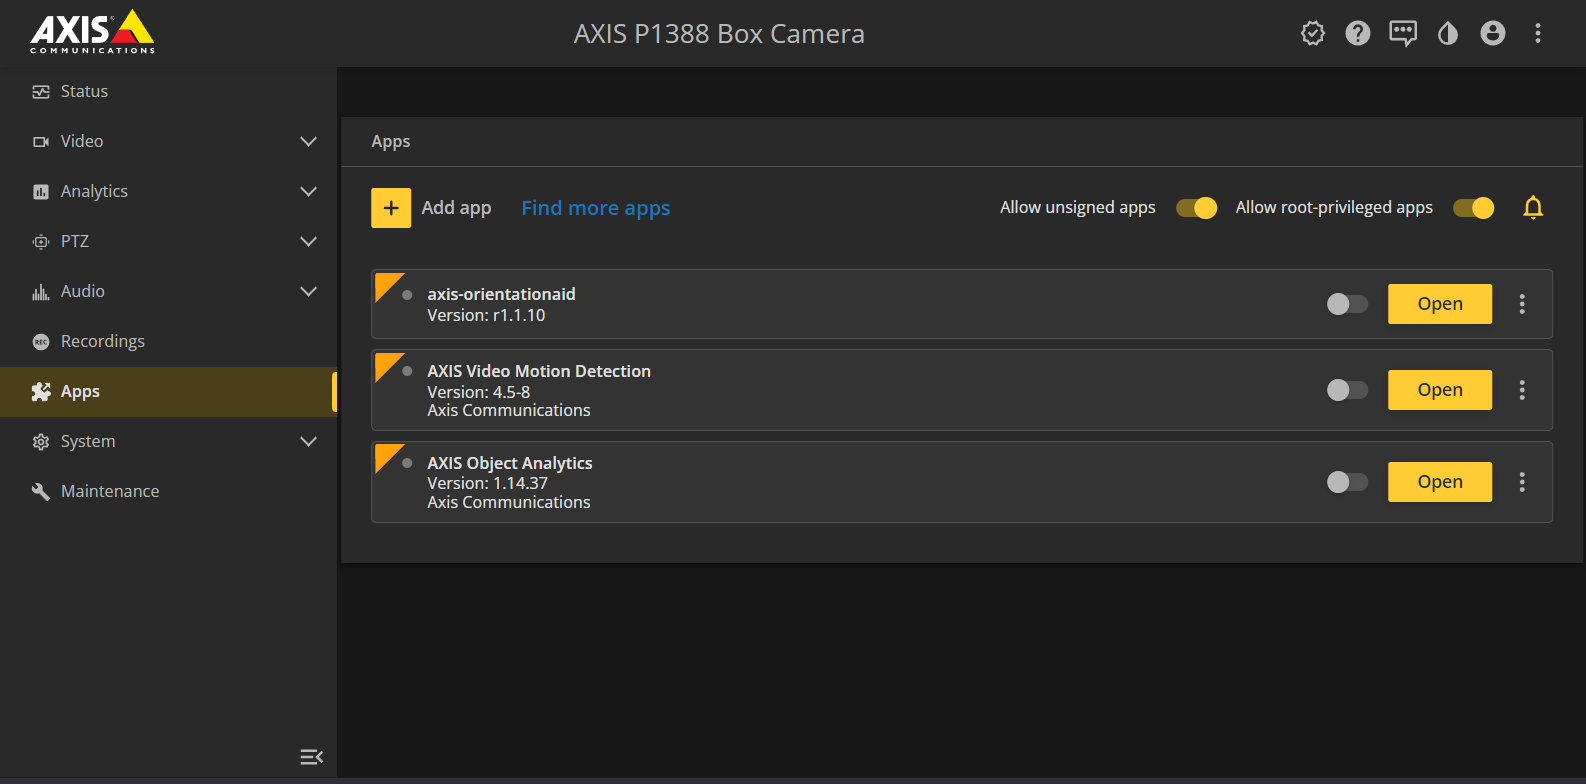 AXIS
COMMUNICATIONS
AXIS P1388 Box Camera
Status
Video
Analytics
PTZ
Audio
REC
Recordings
Apps
System
Maintenance
Apps
Add app
Find more apps
Allow unsigned apps
Allow root-privileged apps
axis-orientationaid
Version: r1.1.10
Open
AXIS Video Motion Detection
Version: 4.5-8
Axis Communications
Open
AXIS Object Analytics
Version: 1.14.37
Axis Communications
Open